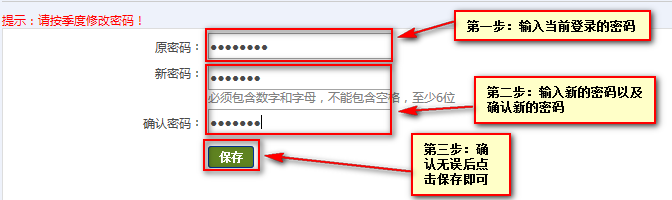 提示：请按季度修改密码！
第一步：输入当前登录的密码
原密码：
新密码：
必须包含数字和字母，不能包含空格，至少6位
第二步：输入新的密码以及
确认新的密码
确认密码：
保存
第三步：确
认无误后点
击保存即可